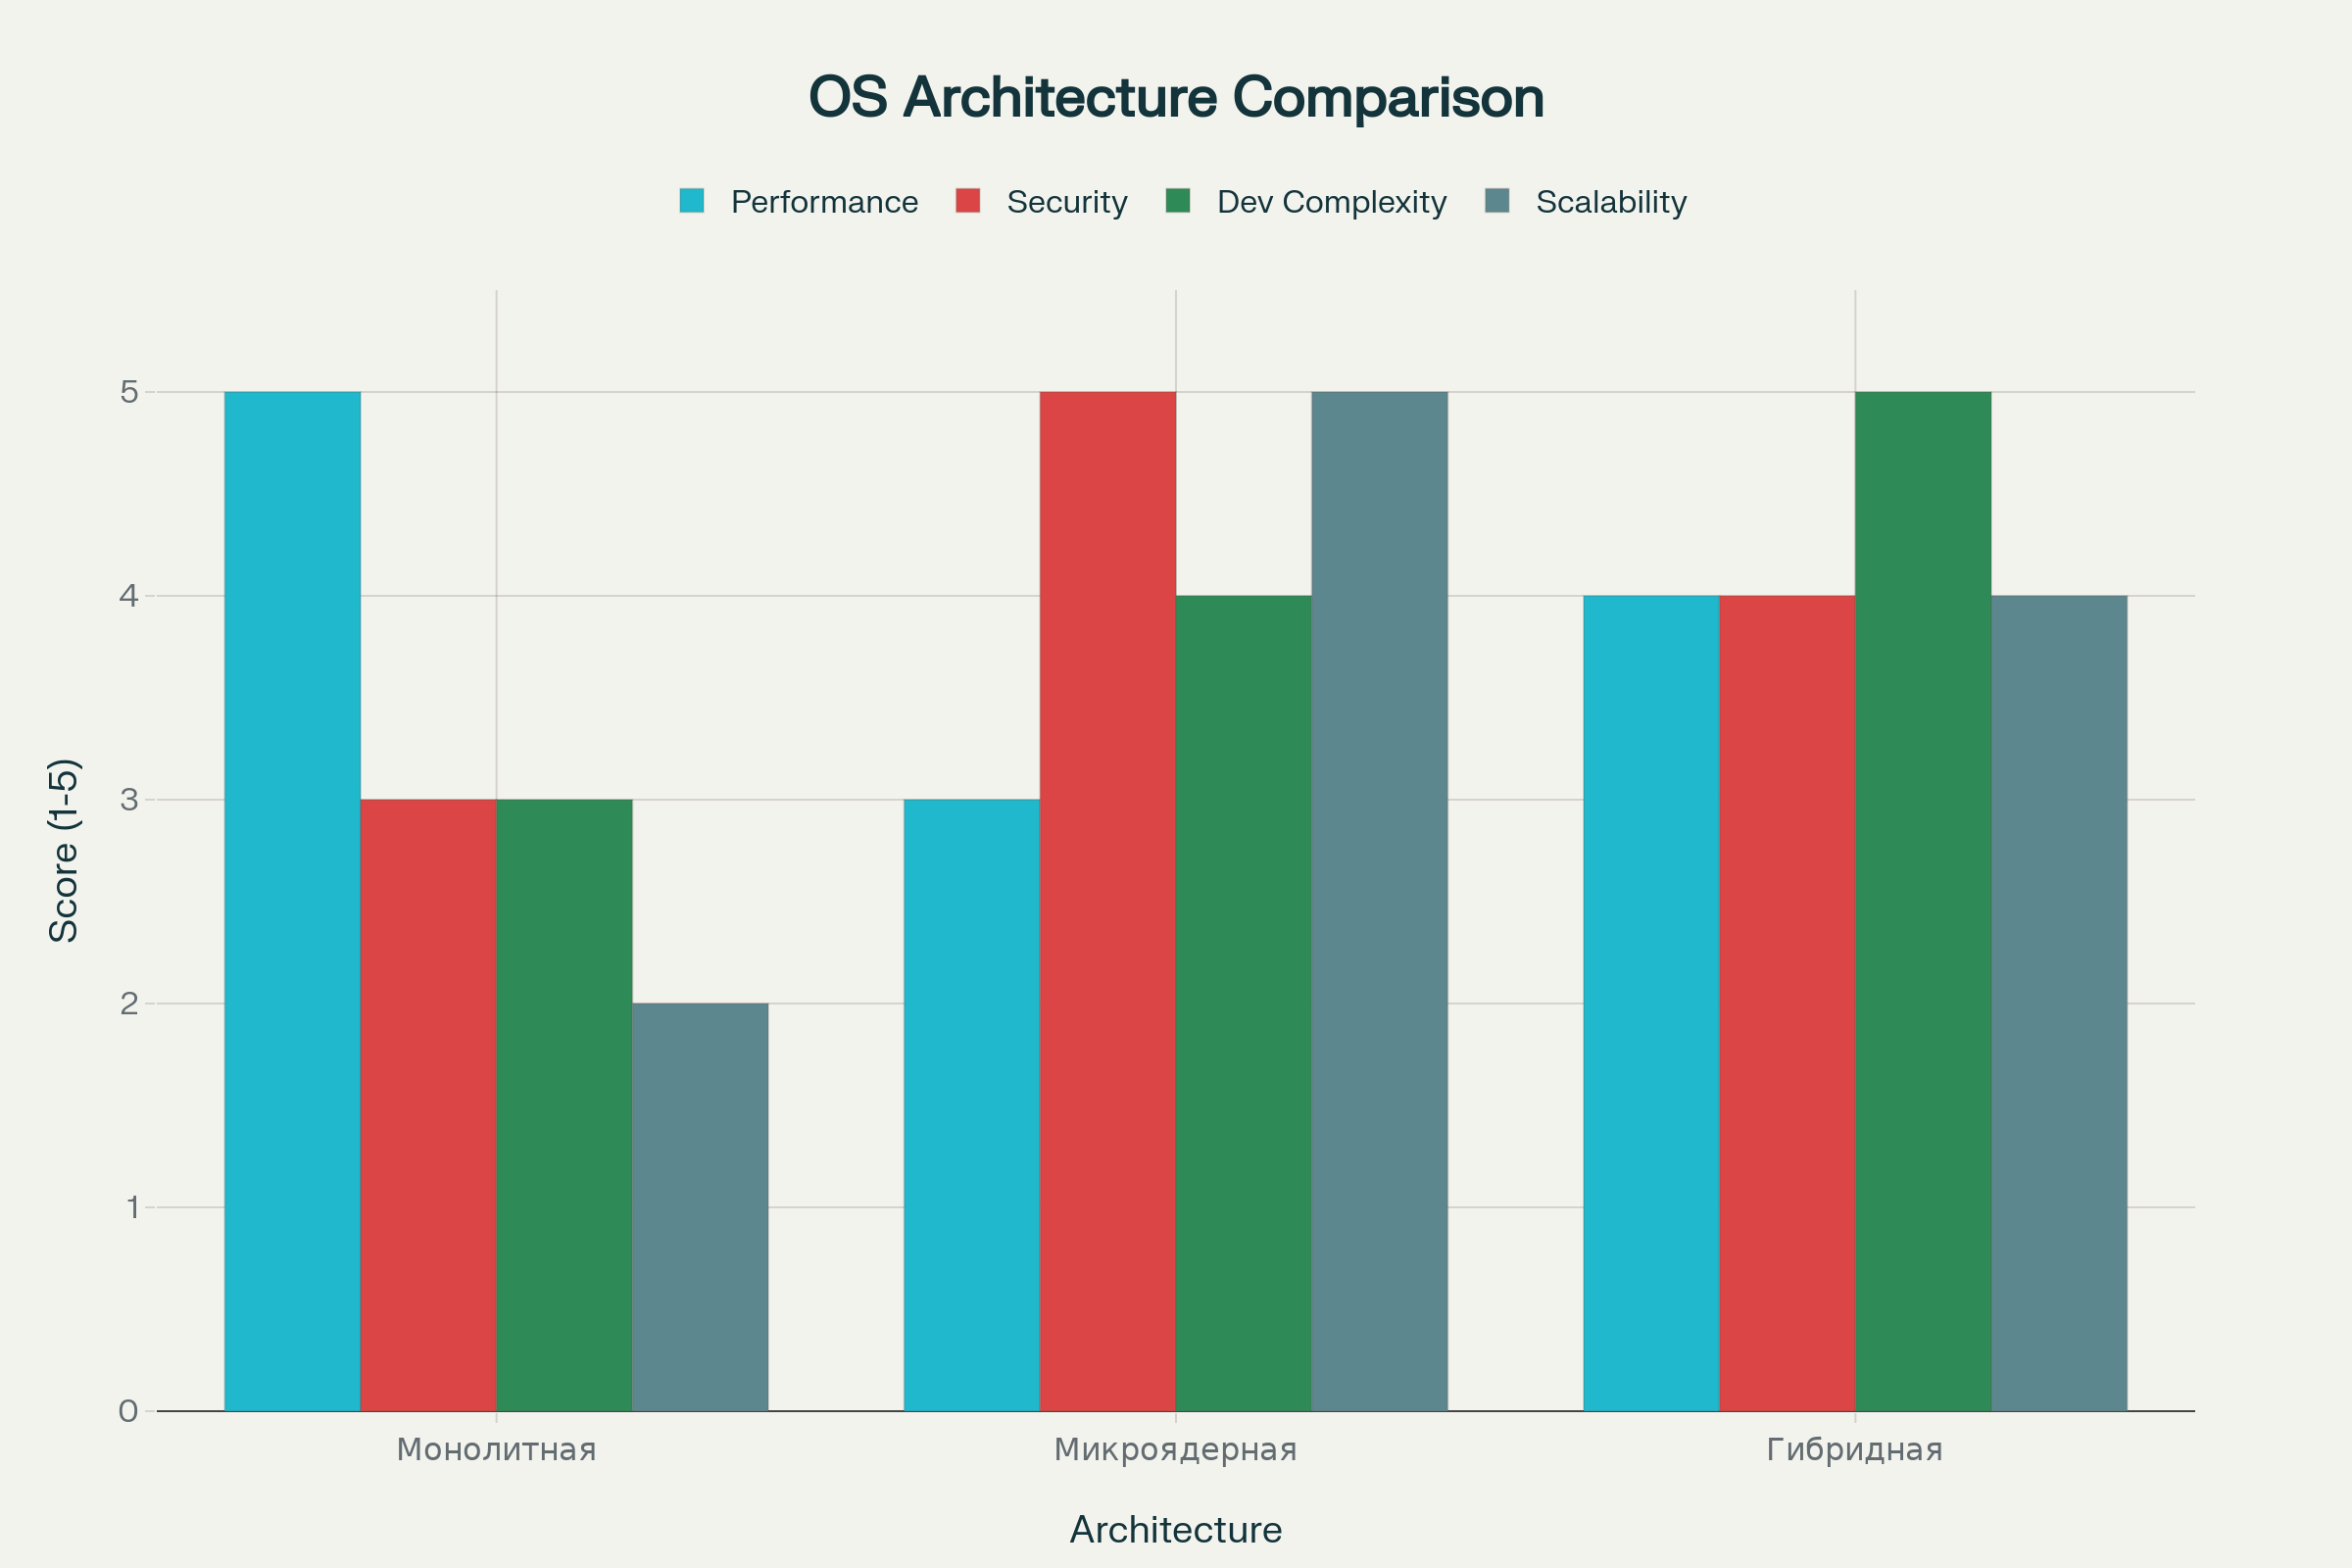 OS Architecture Comparison
Performance Security Dev Complexity Scalability
Score (1-5)
5
4
3
2
1
0
Монолитная Микроядерная Гибридная
Architecture